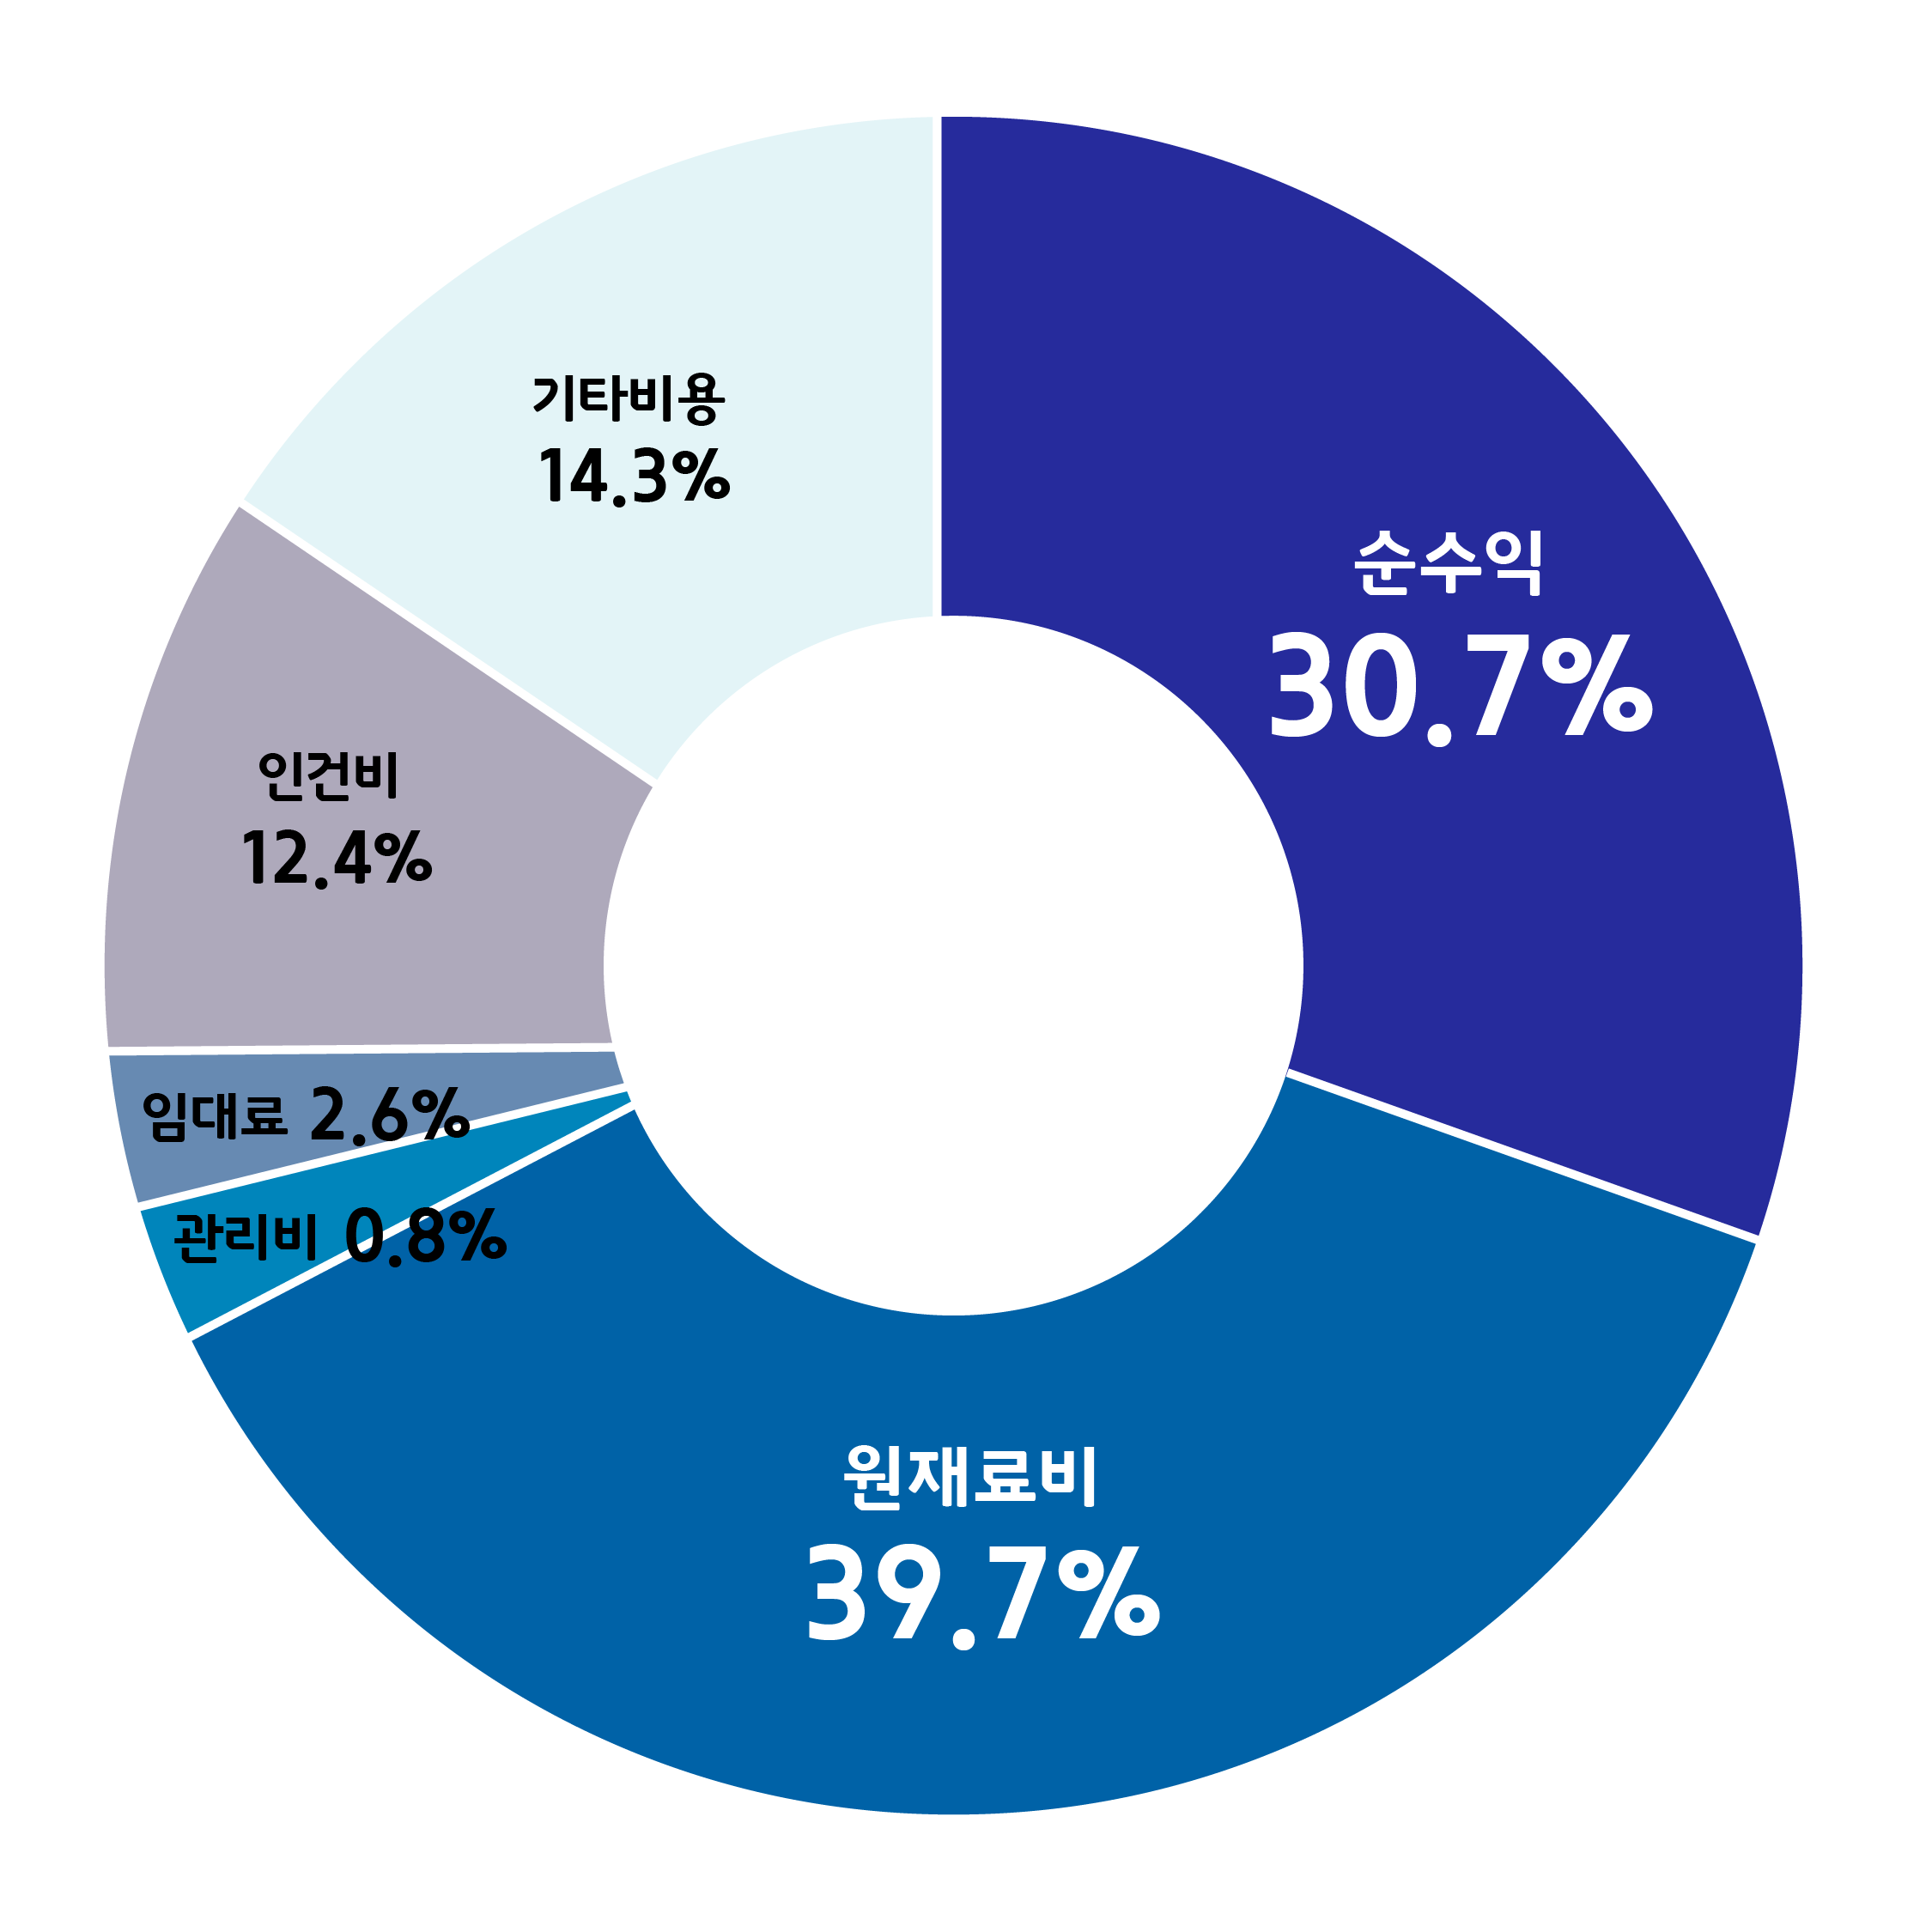 기타비용
14.3%
순수익
30.7%
인건비
12.4%
임대료 2.6%
관리비 0.8%
원재료비
39.7%